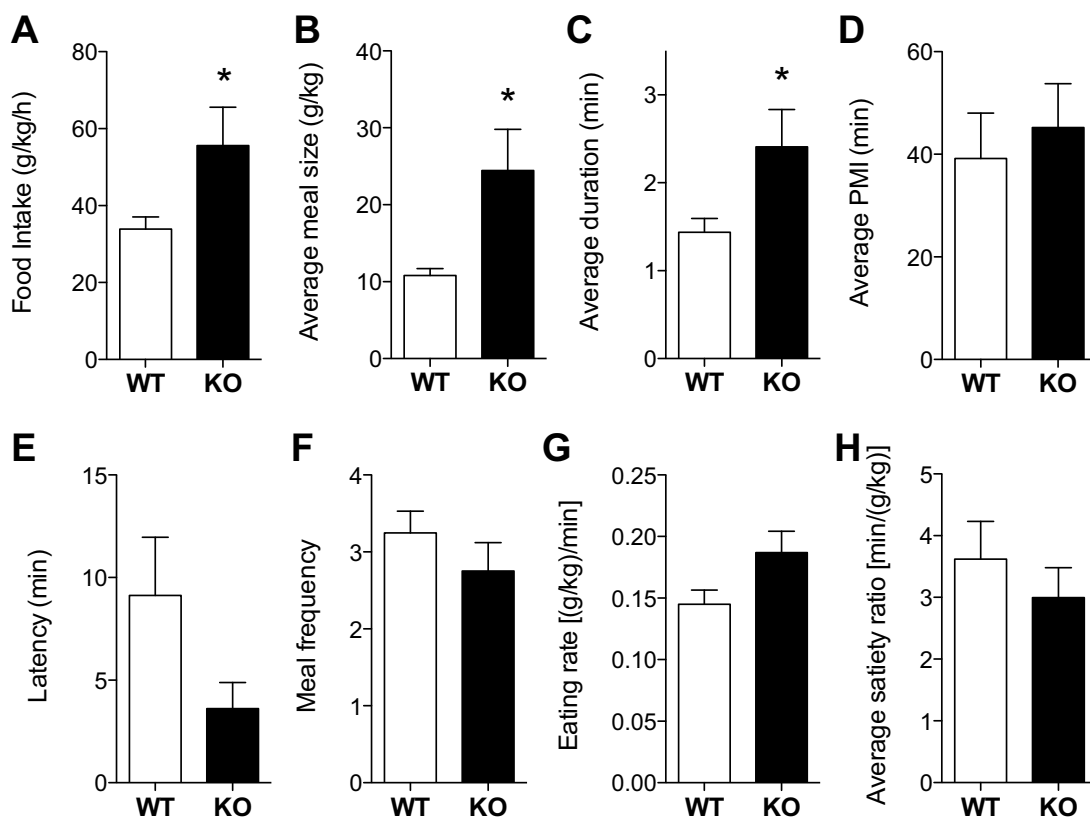 A
Food Intake (g/kg/h)
80
60
40
20
0
*
WT KO
B
Average meal size (g/kg)
40
30
20
10
0
*
WT KO
C
Average duration (min)
3
2
1
0
*
WT KO
D
Average PMI (min)
60
40
20
0
WT KO
E
Latency (min)
15
10
5
0
WT KO
F
Meal frequency
4
3
2
1
0
WT KO
G
Eating rate [(g/kg)/min]
0.25
0.20
0.15
0.10
0.05
0.00
WT KO
H
Average satiety ratio [min/(g/kg)]
5
4
3
2
1
0
WT KO